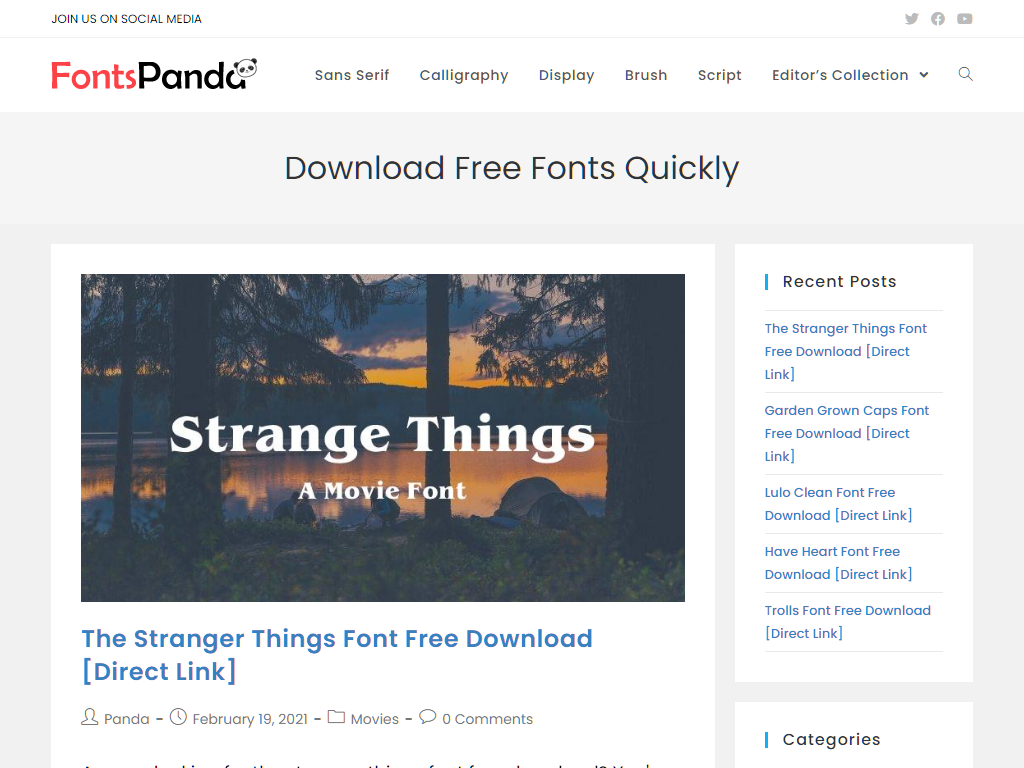 JOIN US ON SOCIAL MEDIA
FontsPanda
Sans Serif
Calligraphy
Display
Brush
Script
Editor's Collection
Download Free Fonts Quickly
Strange Things
A Movie Font
The Stranger Things Font Free Download
[Direct Link]
Panda - February 19, 2021 - Movies - 0 Comments
Recent Posts
The Stranger Things Font
Free Download [Direct
Link]
Garden Grown Caps Font
Free Download [Direct
Link]
Lulo Clean Font Free
Download [Direct Link]
Have Heart Font Free
Download [Direct Link]
Trolls Font Free Download
[Direct Link]
Categories